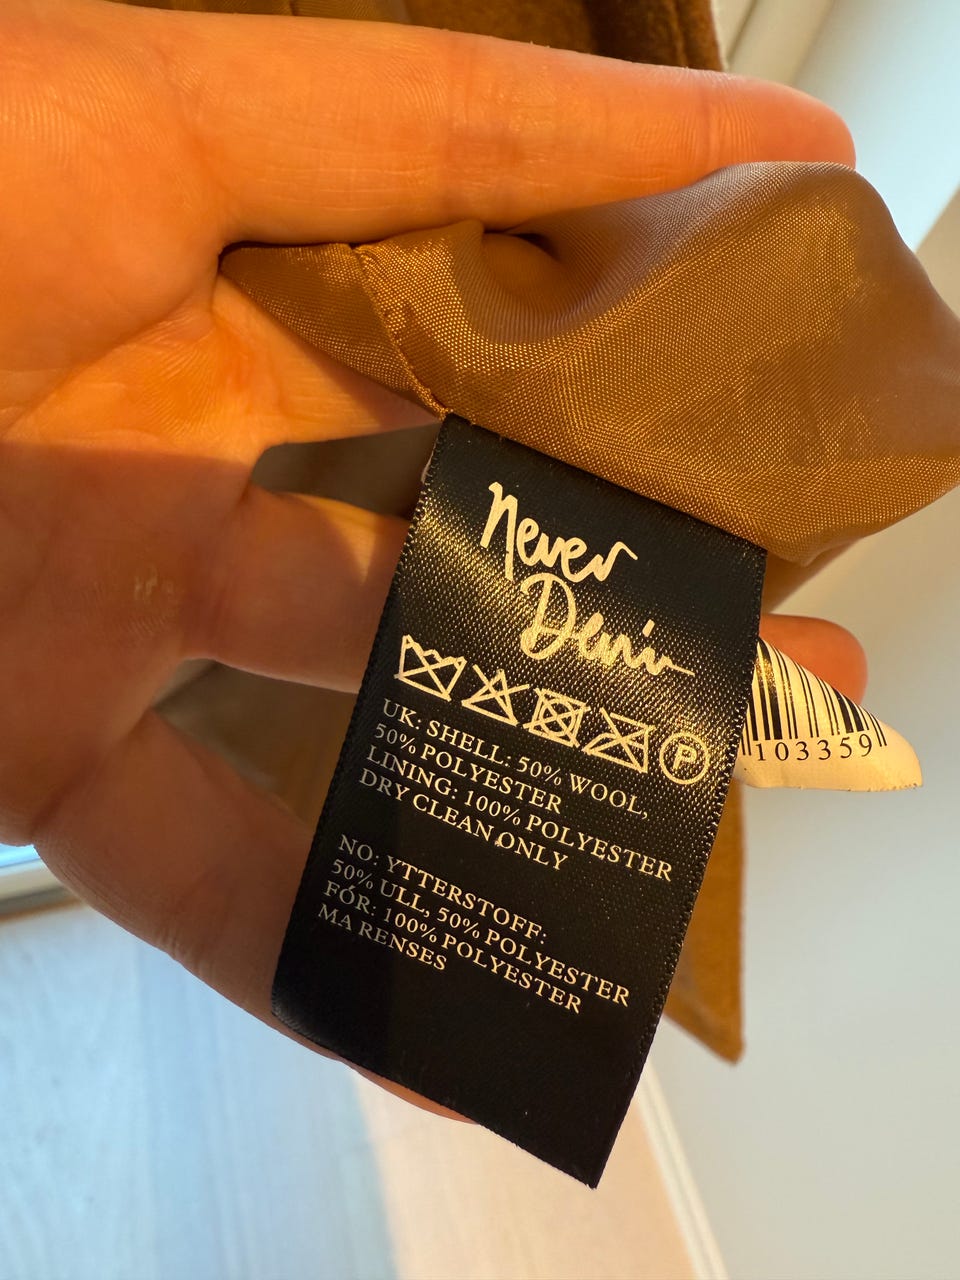 Never
Denim
P
UK: SHELL: 50% WOOL,
50% POLYESTER
LINING: 100% POLYESTER
DRY CLEAN ONLY
NO: YTTERSTOFF:
50% ULL, 50% POLYESTER
FÓR: 100% POLYESTER
MA RENSES
103359